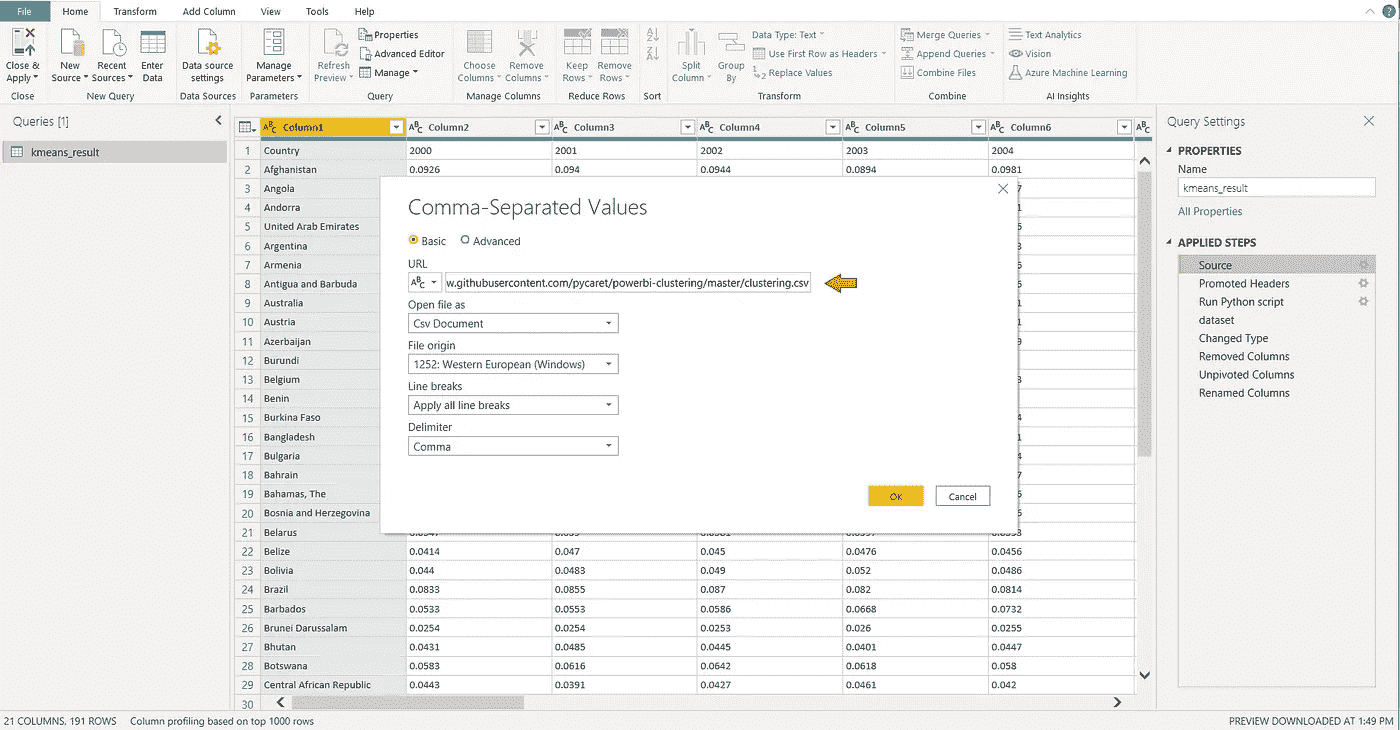 File Home Transform Add Column View Tools Help
Close & Apply
New Source
Recent Sources
Enter Data
Data source settings
Manage Parameters
Refresh Preview
Properties
Advanced Editor
Manage
Choose Columns
Remove Columns
Keep Rows
Remove Rows
Split Column
Group By
Data Type: Text
Use First Row as Headers
Replace Values
Merge Queries
Append Queries
Combine Files
Text Analytics
Vision
Azure Machine Learning
Close New Query Data Sources Parameters Query Manage Columns Reduce Rows Sort Transform Combine AI Insights
Queries [1]
kmeans_result
Column1 Column2 Column3 Column4 Column5 Column6
1 Country 2000 2001 2002 2003 2004
2 Afghanistan 0.0926 0.094 0.0944 0.0894 0.0981
3 Angola
4 Andorra
5 United Arab Emirates
6 Argentina
7 Armenia
8 Antigua and Barbuda
9 Australia
10 Austria
11 Azerbaijan
12 Burundi
13 Belgium
14 Benin
15 Burkina Faso
16 Bangladesh
17 Bulgaria
18 Bahrain
19 Bahamas, The
20 Bosnia and Herzegovina
21 Belarus
22 Belize 0.0414 0.047 0.045 0.0476 0.0456
23 Bolivia 0.044 0.0483 0.049 0.052 0.0486
24 Brazil 0.0833 0.0855 0.087 0.082 0.0814
25 Barbados 0.0533 0.0553 0.0586 0.0668 0.0732
26 Brunei Darussalam 0.0254 0.0254 0.0253 0.026 0.0255
27 Bhutan 0.0431 0.0485 0.0445 0.0401 0.0447
28 Botswana 0.0583 0.0616 0.0642 0.0618 0.058
29 Central African Republic 0.0443 0.0391 0.0427 0.0461 0.042
30
Comma-Separated Values
Basic Advanced
URL
w.githubusercontent.com/pycaret/powerbi-clustering/master/clustering.csv
Open file as
Csv Document
File origin
1252: Western European (Windows)
Line breaks
Apply all line breaks
Delimiter
Comma
OK Cancel
Query Settings
PROPERTIES
Name
kmeans_result
All Properties
APPLIED STEPS
Source
Promoted Headers
Run Python script
dataset
Changed Type
Removed Columns
Unpivoted Columns
Renamed Columns
21 COLUMNS, 191 ROWS Column profiling based on top 1000 rows
PREVIEW DOWNLOADED AT 1:49 PM